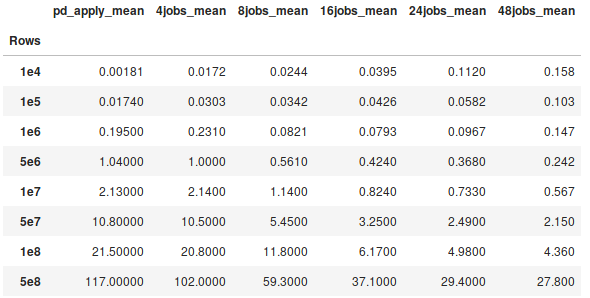 pd_apply_mean 4jobs_mean 8jobs_mean 16jobs_mean 24jobs_mean 48jobs_mean
Rows
1e4 0.00181 0.0172 0.0244 0.0395 0.1120 0.158
1e5 0.01740 0.0303 0.0342 0.0426 0.0582 0.103
1e6 0.19500 0.2310 0.0821 0.0793 0.0967 0.147
5e6 1.04000 1.0000 0.5610 0.4240 0.3680 0.242
1e7 2.13000 2.1400 1.1400 0.8240 0.7330 0.567
5e7 10.80000 10.5000 5.4500 3.2500 2.4900 2.150
1e8 21.50000 20.8000 11.8000 6.1700 4.9800 4.360
5e8 117.00000 102.0000 59.3000 37.1000 29.4000 27.800